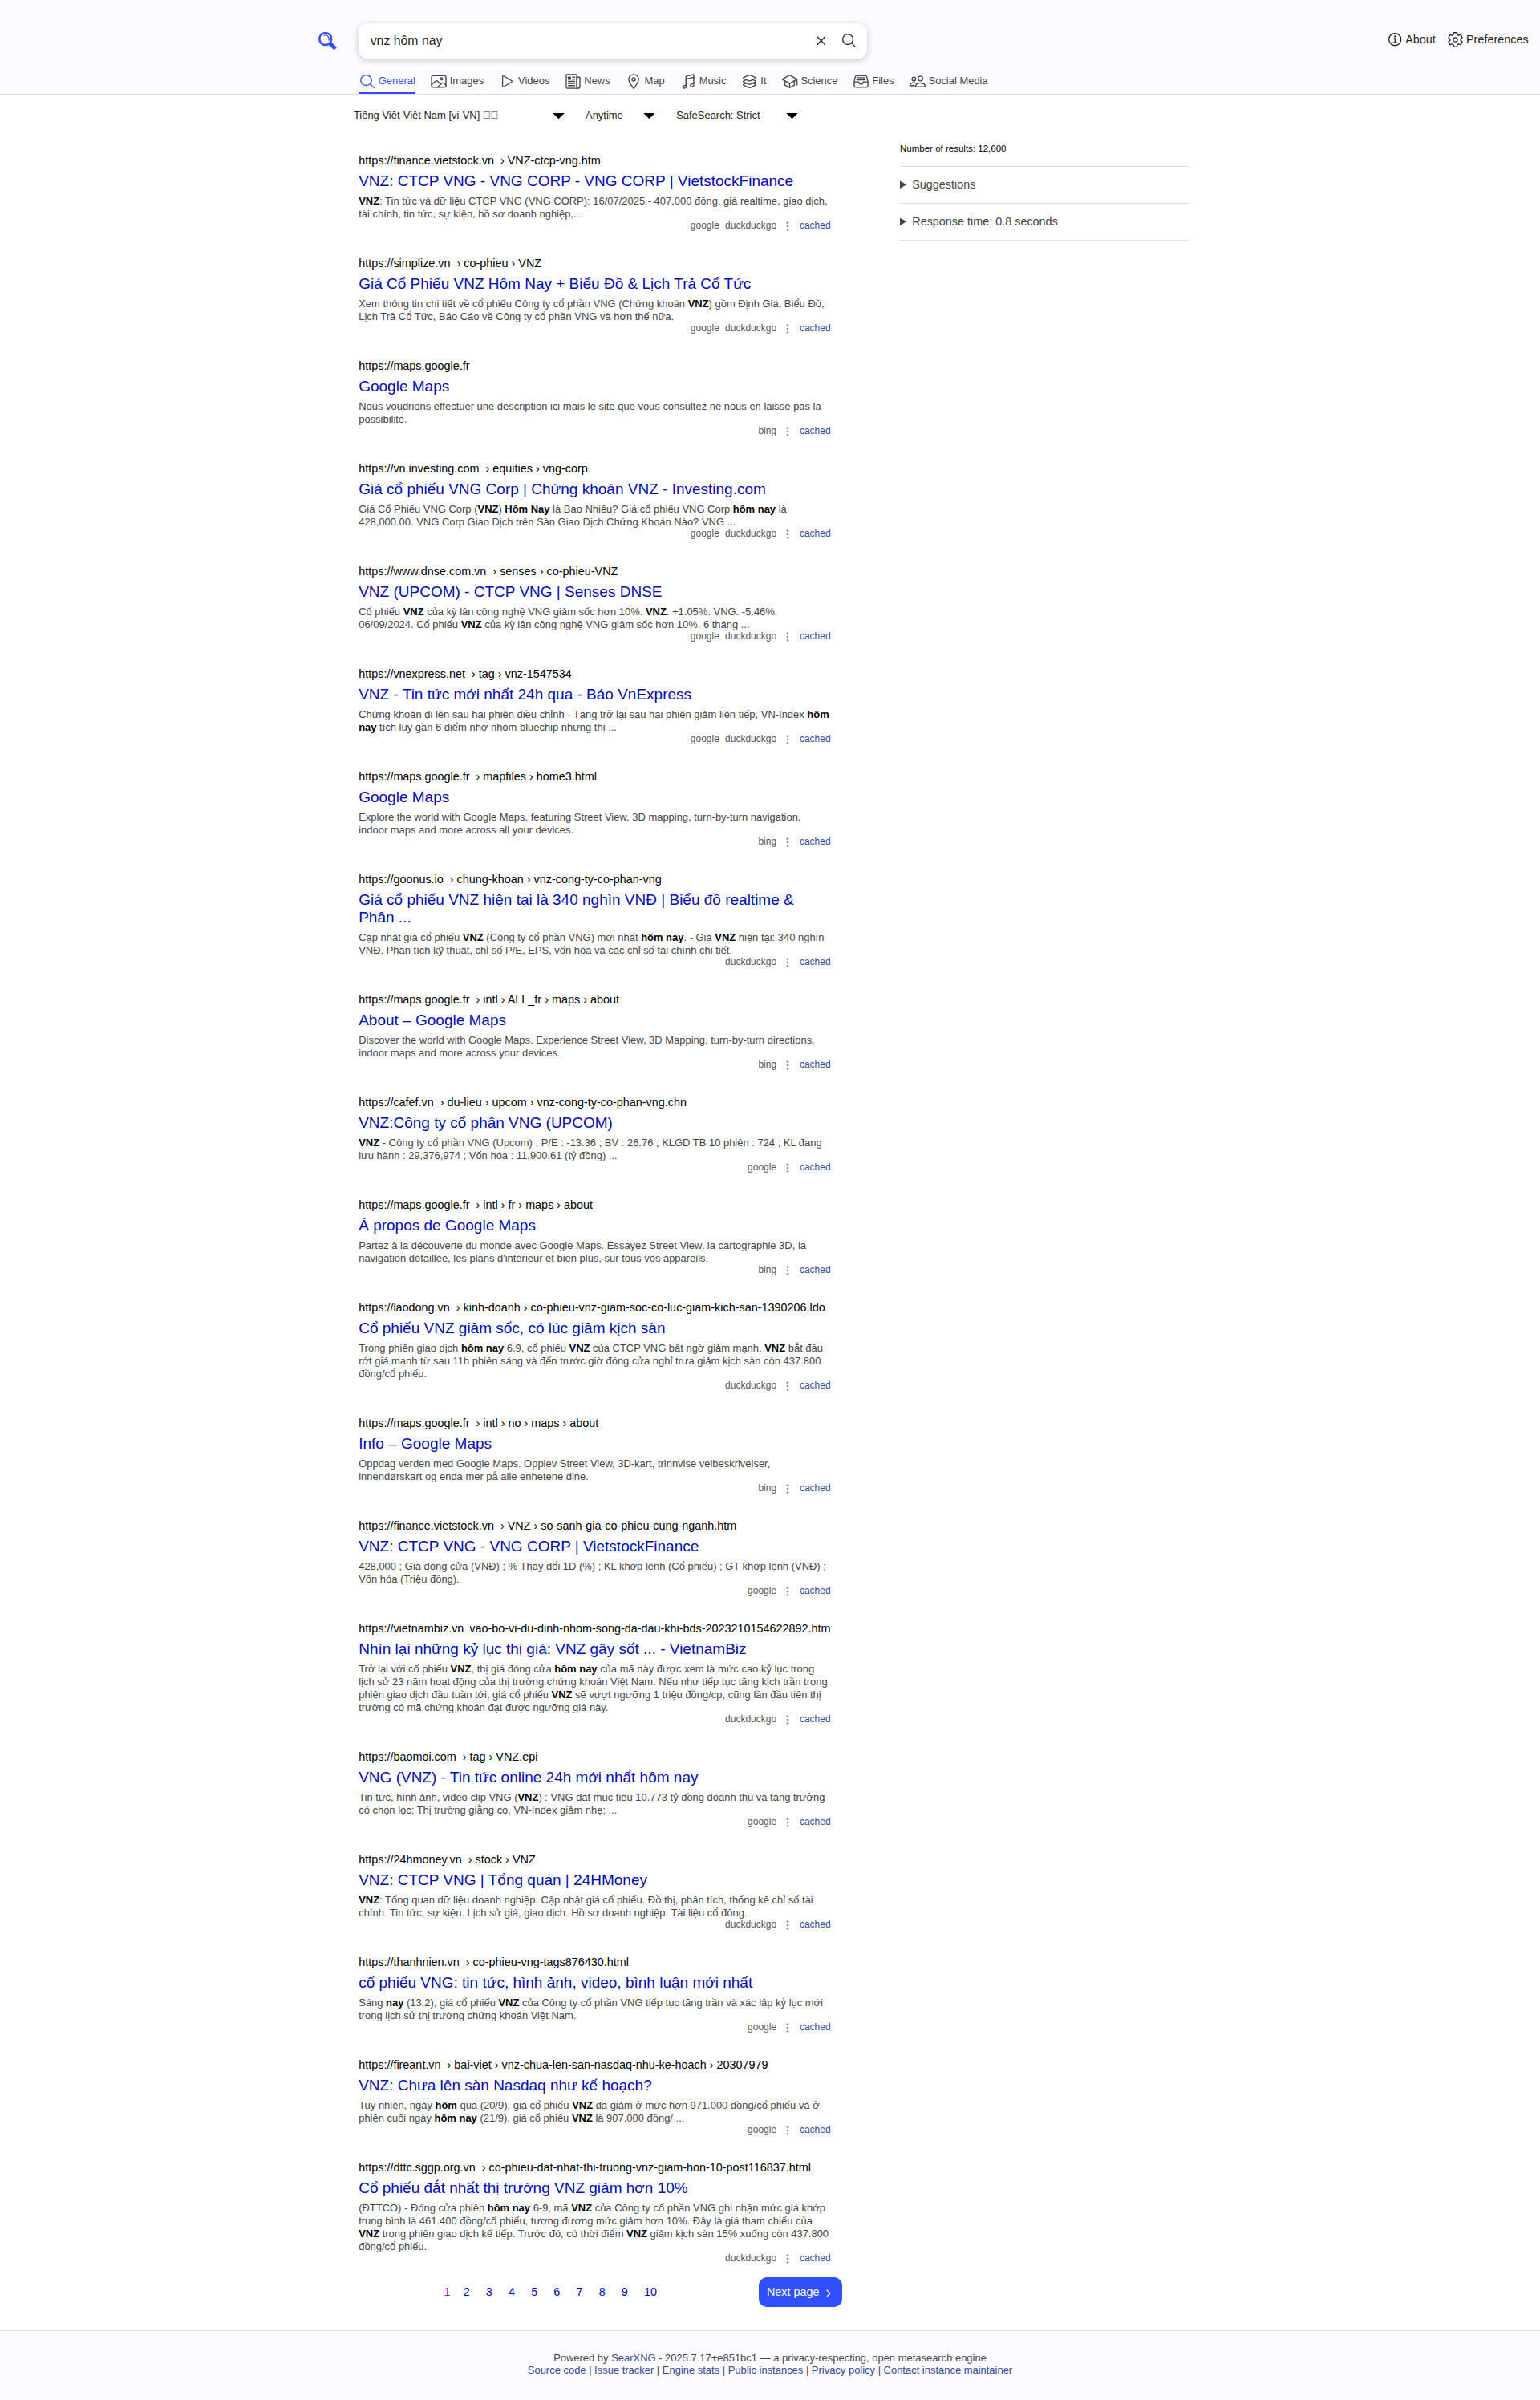 vnz hôm nay
About
Preferences
General
Images
Videos
News
Map
Music
It
Science
Files
Social Media
Tiếng Việt-Việt Nam [vi-VN]
Anytime
SafeSearch: Strict
Number of results: 12,600
Suggestions
Response time: 0.8 seconds
https://finance.vietstock.vn › VNZ-ctcp-vng.htm
VNZ: CTCP VNG - VNG CORP - VNG CORP | VietstockFinance
VNZ: Tin tức và dữ liệu CTCP VNG (VNG CORP): 16/07/2025 - 407,000 đồng, giá realtime, giao dịch,
tài chính, tin tức, sự kiện, hồ sơ doanh nghiệp,...
google duckduckgo cached
https://simplize.vn › co-phieu › VNZ
Giá Cổ Phiếu VNZ Hôm Nay + Biểu Đồ & Lịch Trả Cổ Tức
Xem thông tin chi tiết về cổ phiếu Công ty cổ phần VNG (Chứng khoán VNZ) gồm Định Giá, Biểu Đồ,
Lịch Trả Cổ Tức, Báo Cáo về Công ty cổ phần VNG và hơn thế nữa.
google duckduckgo cached
https://maps.google.fr
Google Maps
Nous voudrions effectuer une description ici mais le site que vous consultez ne nous en laisse pas la
possibilité.
bing cached
https://vn.investing.com › equities › vng-corp
Giá cổ phiếu VNG Corp | Chứng khoán VNZ - Investing.com
Giá Cổ Phiếu VNG Corp (VNZ) Hôm Nay là Bao Nhiêu? Giá cổ phiếu VNG Corp hôm nay là
428,000.00. VNG Corp Giao Dịch trên Sàn Giao Dịch Chứng Khoán Nào? VNG ...
google duckduckgo cached
https://www.dnse.com.vn › senses › co-phieu-VNZ
VNZ (UPCOM) - CTCP VNG | Senses DNSE
Cổ phiếu VNZ của kỳ lân công nghệ VNG giảm sốc hơn 10%. VNZ. +1.05%. VNG. -5.46%.
06/09/2024. Cổ phiếu VNZ của kỳ lân công nghệ VNG giảm sốc hơn 10%. 6 tháng ...
google duckduckgo cached
https://vnexpress.net › tag › vnz-1547534
VNZ - Tin tức mới nhất 24h qua - Báo VnExpress
Chứng khoán đi lên sau hai phiên điều chỉnh · Tăng trở lại sau hai phiên giảm liên tiếp, VN-Index hôm
nay tích lũy gần 6 điểm nhờ nhóm bluechip nhưng thị ...
google duckduckgo cached
https://maps.google.fr › mapfiles › home3.html
Google Maps
Explore the world with Google Maps, featuring Street View, 3D mapping, turn-by-turn navigation,
indoor maps and more across all your devices.
bing cached
https://goonus.io › chung-khoan › vnz-cong-ty-co-phan-vng
Giá cổ phiếu VNZ hiện tại là 340 nghìn VNĐ | Biểu đồ realtime &
Phân ...
Cập nhật giá cổ phiếu VNZ (Công ty cổ phần VNG) mới nhất hôm nay. - Giá VNZ hiện tại: 340 nghìn
VNĐ. Phân tích kỹ thuật, chỉ số P/E, EPS, vốn hóa và các chỉ số tài chính chi tiết.
duckduckgo cached
https://maps.google.fr › intl › ALL_fr › maps › about
About – Google Maps
Discover the world with Google Maps. Experience Street View, 3D Mapping, turn-by-turn directions,
indoor maps and more across your devices.
bing cached
https://cafef.vn › du-lieu › upcom › vnz-cong-ty-co-phan-vng.chn
VNZ:Công ty cổ phần VNG (UPCOM)
VNZ - Công ty cổ phần VNG (Upcom) ; P/E : -13.36 ; BV : 26.76 ; KLGD TB 10 phiên : 724 ; KL đang
lưu hành : 29,376,974 ; Vốn hóa : 11,900.61 (tỷ đồng) ...
google cached
https://maps.google.fr › intl › fr › maps › about
À propos de Google Maps
Partez à la découverte du monde avec Google Maps. Essayez Street View, la cartographie 3D, la
navigation détaillée, les plans d'intérieur et bien plus, sur tous vos appareils.
bing cached
https://laodong.vn › kinh-doanh › co-phieu-vnz-giam-soc-co-luc-giam-kich-san-1390206.ldo
Cổ phiếu VNZ giảm sốc, có lúc giảm kịch sàn
Trong phiên giao dịch hôm nay 6.9, cổ phiếu VNZ của CTCP VNG bất ngờ giảm mạnh. VNZ bắt đầu
rớt giá mạnh từ sau 11h phiên sáng và đến trước giờ đóng cửa nghỉ trưa giảm kịch sàn còn 437.800
đồng/cổ phiếu.
duckduckgo cached
https://maps.google.fr › intl › no › maps › about
Info – Google Maps
Oppdag verden med Google Maps. Opplev Street View, 3D-kart, trinnvise veibeskrivelser,
innendørskart og enda mer på alle enhetene dine.
bing cached
https://finance.vietstock.vn › VNZ › so-sanh-gia-co-phieu-cung-nganh.htm
VNZ: CTCP VNG - VNG CORP | VietstockFinance
428,000 ; Giá đóng cửa (VNĐ) ; % Thay đổi 1D (%) ; KL khớp lệnh (Cổ phiếu) ; GT khớp lệnh (VNĐ) ;
Vốn hóa (Triệu đồng).
google cached
https://vietnambiz.vn vao-bo-vi-du-dinh-nhom-song-da-dau-khi-bds-2023210154622892.htm
Nhìn lại những kỷ lục thị giá: VNZ gây sốt ... - VietnamBiz
Trở lại với cổ phiếu VNZ, thị giá đóng cửa hôm nay của mã này được xem là mức cao kỷ lục trong
lịch sử 23 năm hoạt động của thị trường chứng khoán Việt Nam. Nếu như tiếp tục tăng kịch trần trong
phiên giao dịch đầu tuần tới, giá cổ phiếu VNZ sẽ vượt ngưỡng 1 triệu đồng/cp, cũng lần đầu tiên thị
trường có mã chứng khoán đạt được ngưỡng giá này.
duckduckgo cached
https://baomoi.com › tag › VNZ.epi
VNG (VNZ) - Tin tức online 24h mới nhất hôm nay
Tin tức, hình ảnh, video clip VNG (VNZ) : VNG đặt mục tiêu 10.773 tỷ đồng doanh thu và tăng trưởng
có chọn lọc; Thị trường giằng co, VN-Index giảm nhẹ; ...
google cached
https://24hmoney.vn › stock › VNZ
VNZ: CTCP VNG | Tổng quan | 24HMoney
VNZ: Tổng quan dữ liệu doanh nghiệp. Cập nhật giá cổ phiếu. Đồ thị, phân tích, thống kê chỉ số tài
chính. Tin tức, sự kiện. Lịch sử giá, giao dịch. Hồ sơ doanh nghiệp. Tài liệu cổ đông.
duckduckgo cached
https://thanhnien.vn › co-phieu-vng-tags876430.html
cổ phiếu VNG: tin tức, hình ảnh, video, bình luận mới nhất
Sáng nay (13.2), giá cổ phiếu VNZ của Công ty cổ phần VNG tiếp tục tăng trần và xác lập kỷ lục mới
trong lịch sử thị trường chứng khoán Việt Nam.
google cached
https://fireant.vn › bai-viet › vnz-chua-len-san-nasdaq-nhu-ke-hoach › 20307979
VNZ: Chưa lên sàn Nasdaq như kế hoạch?
Tuy nhiên, ngày hôm qua (20/9), giá cổ phiếu VNZ đã giảm ở mức hơn 971.000 đồng/cổ phiếu và ở
phiên cuối ngày hôm nay (21/9), giá cổ phiếu VNZ là 907.000 đồng/ ...
google cached
https://dttc.sggp.org.vn › co-phieu-dat-nhat-thi-truong-vnz-giam-hon-10-post116837.html
Cổ phiếu đắt nhất thị trường VNZ giảm hơn 10%
(ĐTTCO) - Đóng cửa phiên hôm nay 6-9, mã VNZ của Công ty cổ phần VNG ghi nhận mức giá khớp
trung bình là 461.400 đồng/cổ phiếu, tương đương mức giảm hơn 10%. Đây là giá tham chiếu của
VNZ trong phiên giao dịch kế tiếp. Trước đó, có thời điểm VNZ giảm kịch sàn 15% xuống còn 437.800
đồng/cổ phiếu.
duckduckgo cached
1 2 3 4 5 6 7 8 9 10
Next page
Powered by SearXNG - 2025.7.17+e851bc1 — a privacy-respecting, open metasearch engine
Source code | Issue tracker | Engine stats | Public instances | Privacy policy | Contact instance maintainer